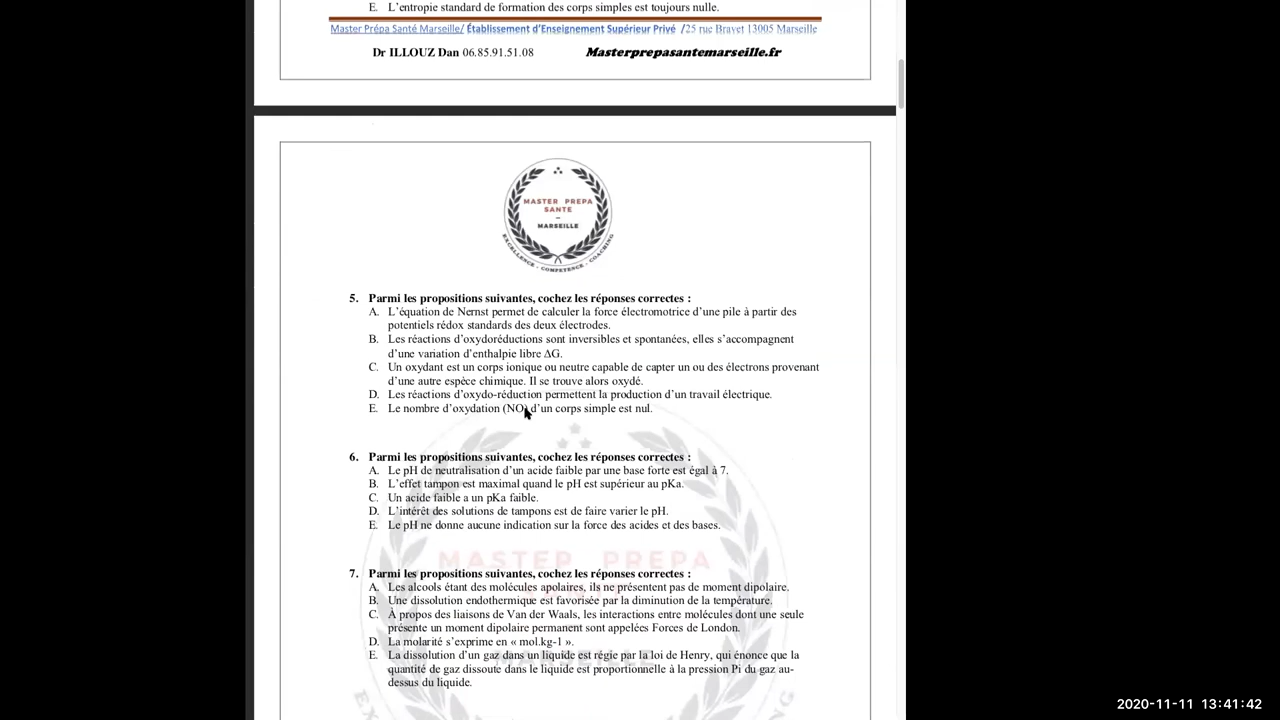 E. L'entropie standard de formation des corps simples est toujours nulle.
Master Prépa Santé Marseille/ Établissement d'Enseignement Supérieur Privé /25 rue Bravet 13005 Marseille
Dr ILLOUZ Dan 06.85.91.51.08 Masterprepasantemarseille.fr
MASTER PREPA
SANTE
–
MARSEILLE
EXCELLENCE - COMPETENCE - COACHING
5. Parmi les propositions suivantes, cochez les réponses correctes :
A. L'équation de Nernst permet de calculer la force électromotrice d'une pile à partir des
potentiels rédox standards des deux électrodes.
B. Les réactions d'oxydoréductions sont inversibles et spontanées, elles s'accompagnent
d'une variation d'enthalpie libre ΔG.
C. Un oxydant est un corps ionique ou neutre capable de capter un ou des électrons provenant
d'une autre espèce chimique. Il se trouve alors oxydé.
D. Les réactions d'oxydo-réduction permettent la production d'un travail électrique.
E. Le nombre d'oxydation (NO) d'un corps simple est nul.
6. Parmi les propositions suivantes, cochez les réponses correctes :
A. Le pH de neutralisation d'un acide faible par une base forte est égal à 7.
B. L'effet tampon est maximal quand le pH est supérieur au pKa.
C. Un acide faible a un pKa faible.
D. L'intérêt des solutions de tampons est de faire varier le pH.
E. Le pH ne donne aucune indication sur la force des acides et des bases.
MASTER PREPA
7. Parmi les propositions suivantes, cochez les réponses correctes :
A. Les alcools étant des molécules apolaires, ils ne présentent pas de moment dipolaire.
B. Une dissolution endothermique est favorisée par la diminution de la température.
C. À propos des liaisons de Van der Waals, les interactions entre molécules dont une seule
présente un moment dipolaire permanent sont appelées Forces de London.
D. La molarité s'exprime en « mol.kg-1 ».
E. La dissolution d'un gaz dans un liquide est régie par la loi de Henry, qui énonce que la
quantité de gaz dissoute dans le liquide est proportionnelle à la pression Pi du gaz au-
dessus du liquide.
2020-11-11 13:41:42